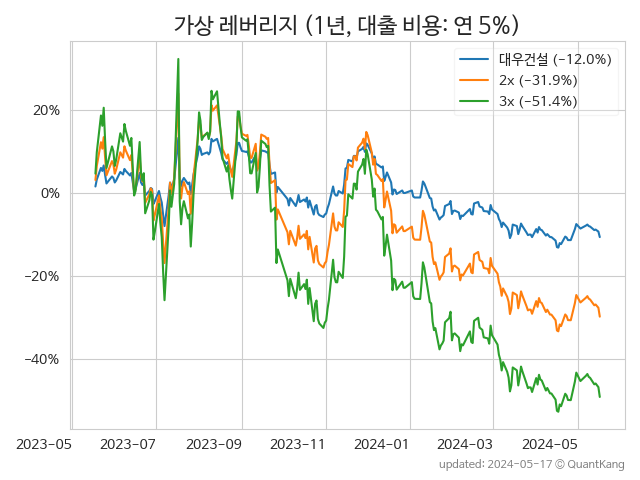 가상 레버리지 (1년, 대출 비용: 연 5%)
대우건설 (−12.0%)
2x (−31.9%)
3x (−51.4%)
20%
0%
−20%
−40%
2023−05 2023−07 2023−09 2023−11 2024−01 2024−03 2024−05
updated: 2024−05−17 © QuantKang